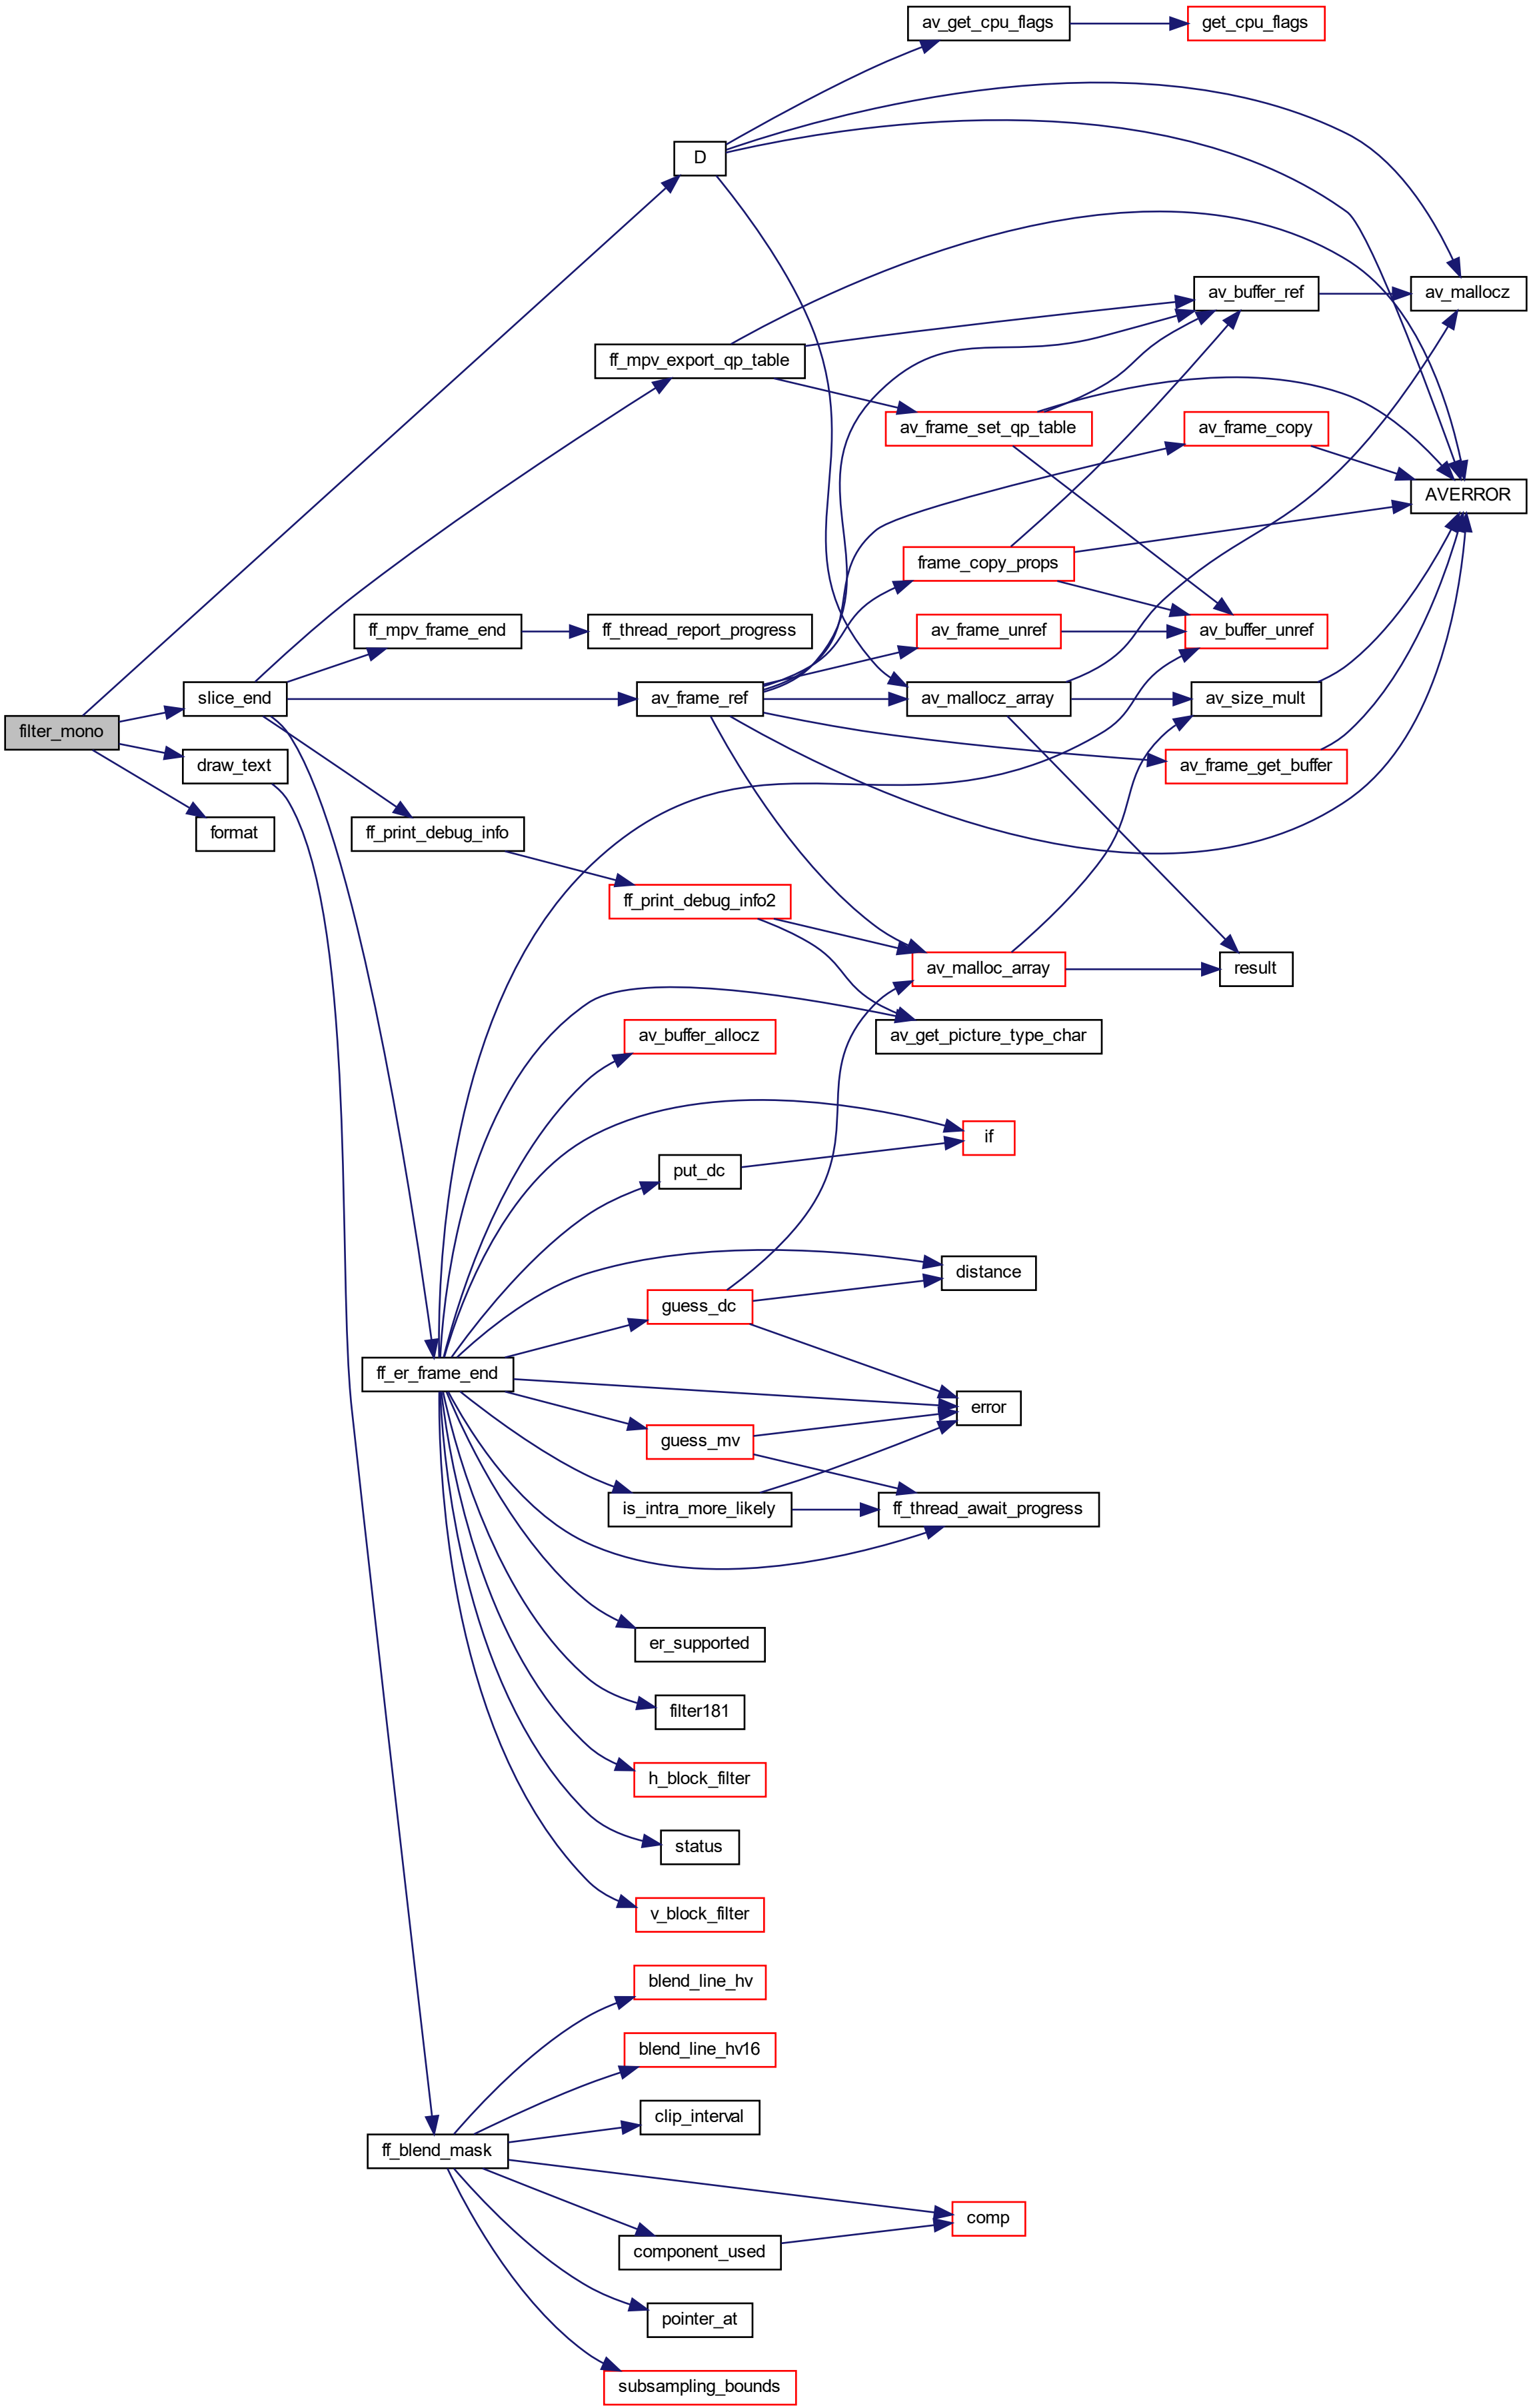 av_get_cpu_flags
get_cpu_flags
D
av_buffer_ref
av_mallocz
ff_mpv_export_qp_table
av_frame_set_qp_table
av_frame_copy
AVERROR
frame_copy_props
ff_mpv_frame_end
ff_thread_report_progress
av_frame_unref
av_buffer_unref
slice_end
av_frame_ref
av_mallocz_array
av_size_mult
filter_mono
draw_text
av_frame_get_buffer
format
ff_print_debug_info
ff_print_debug_info2
av_malloc_array
result
av_buffer_allocz
av_get_picture_type_char
if
put_dc
distance
guess_dc
ff_er_frame_end
error
guess_mv
is_intra_more_likely
ff_thread_await_progress
er_supported
filter181
h_block_filter
status
v_block_filter
blend_line_hv
blend_line_hv16
clip_interval
ff_blend_mask
comp
component_used
pointer_at
subsampling_bounds